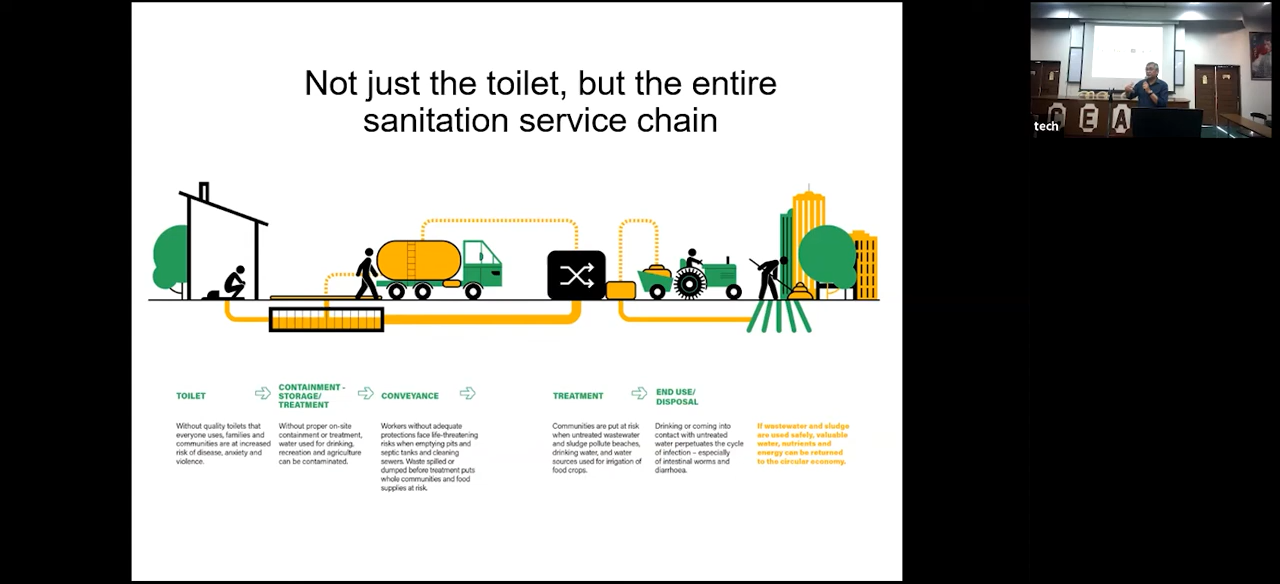 Not just the toilet, but the entire
sanitation service chain
TOILET
Without quality toilets that
everyone uses, families and
communities are at increased
risk of disease, anxiety and
violence.
CONTAINMENT -
STORAGE/
TREATMENT
Without proper on-site
containment or treatment,
water used for drinking,
recreation and agriculture
can be contaminated.
CONVEYANCE
Workers without adequate
protections face life-threatening
risks when emptying pits and
septic tanks and cleaning
sewers. Waste spilled or
dumped before treatment puts
whole communities and food
supplies at risk.
TREATMENT
Communities are put at risk
when untreated wastewater
and sludge pollute beaches,
drinking water, and water
sources used for irrigation of
food crops.
END USE/
DISPOSAL
Drinking or coming into
contact with untreated
water perpetuates the cycle
of infection – especially
of intestinal worms and
diarrhoea.
If wastewater and sludge
are used safely, valuable
water, nutrients and
energy can be returned
to the circular economy.
CEA
tech